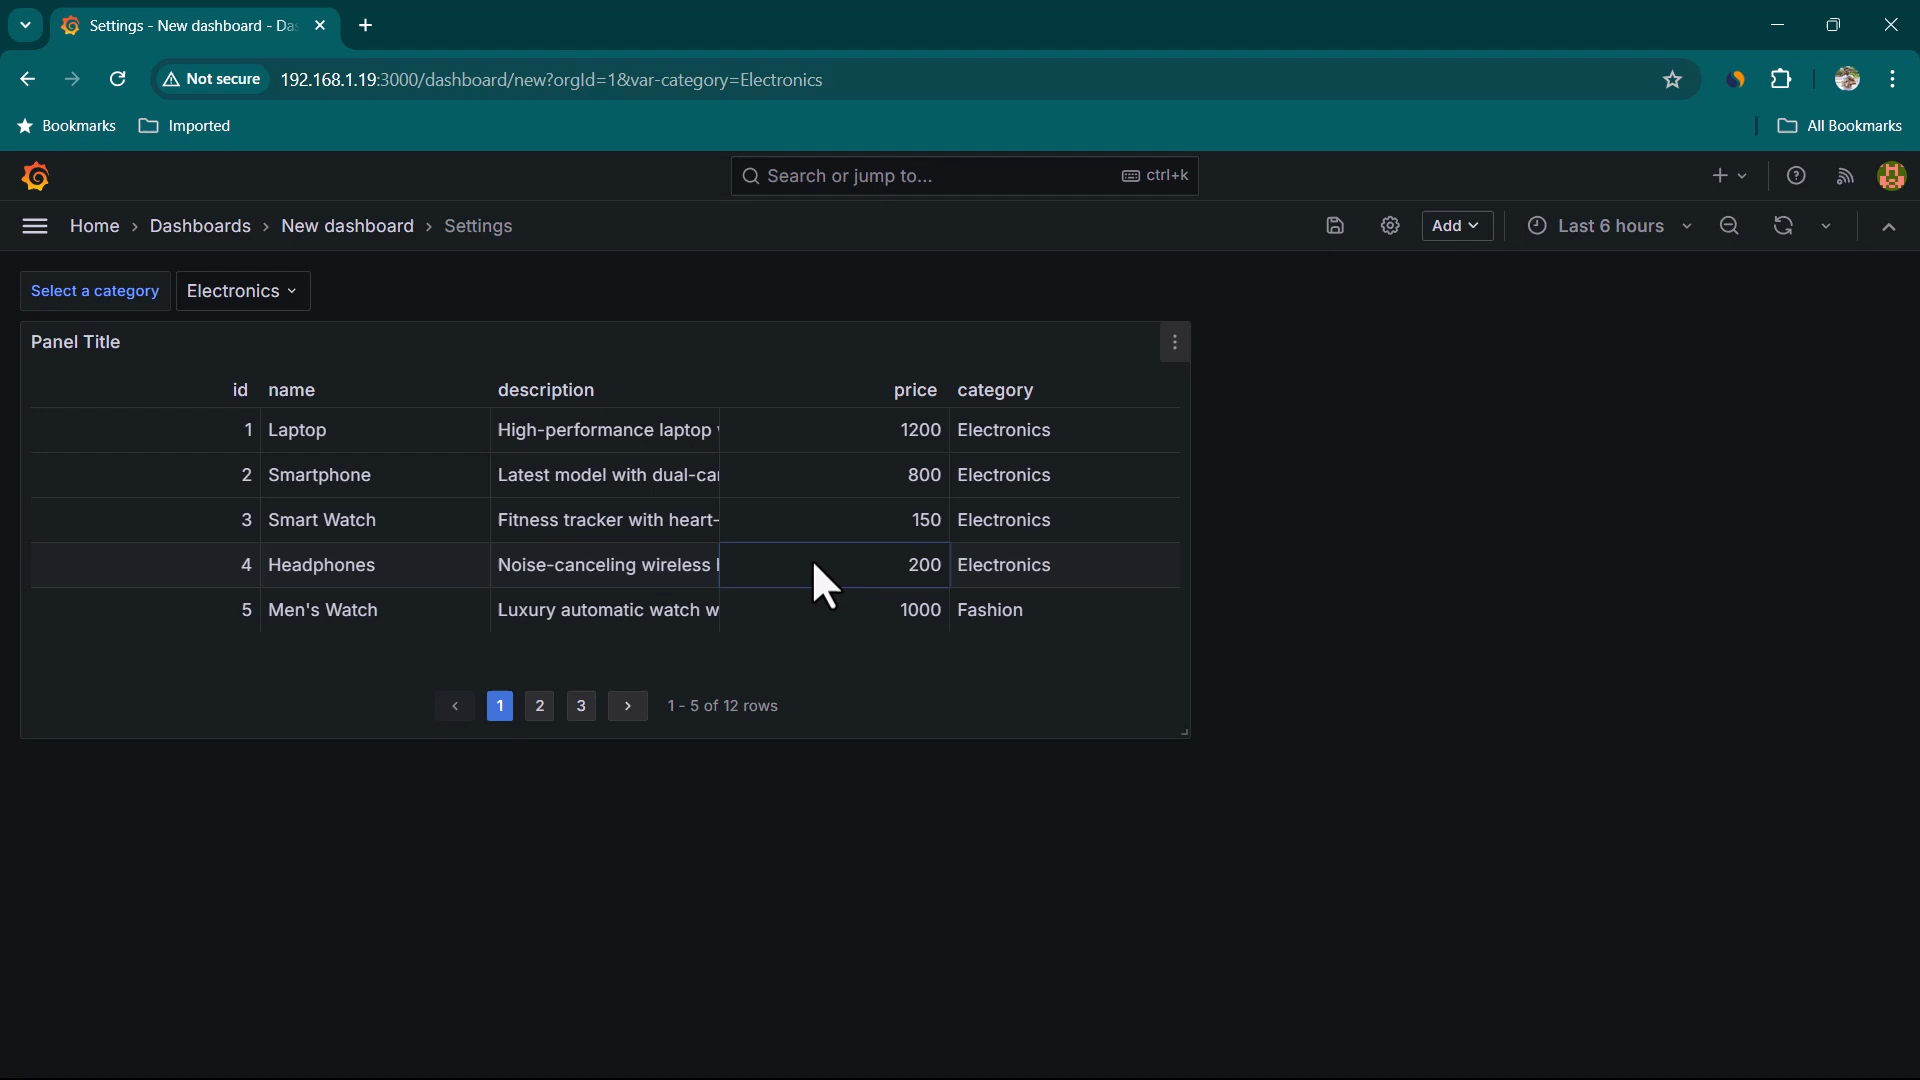 Settings - New dashboard - Da
Not secure 192.168.1.19:3000/dashboard/new?orgId=1&var-category=Electronics
Bookmarks Imported All Bookmarks
Search or jump to... ctrl+k
Home › Dashboards › New dashboard › Settings Add Last 6 hours
Select a category Electronics
Panel Title
id name description price category
1 Laptop High-performance laptop 1200 Electronics
2 Smartphone Latest model with dual-ca 800 Electronics
3 Smart Watch Fitness tracker with heart- 150 Electronics
4 Headphones Noise-canceling wireless 200 Electronics
5 Men's Watch Luxury automatic watch w 1000 Fashion
1 2 3 1 - 5 of 12 rows